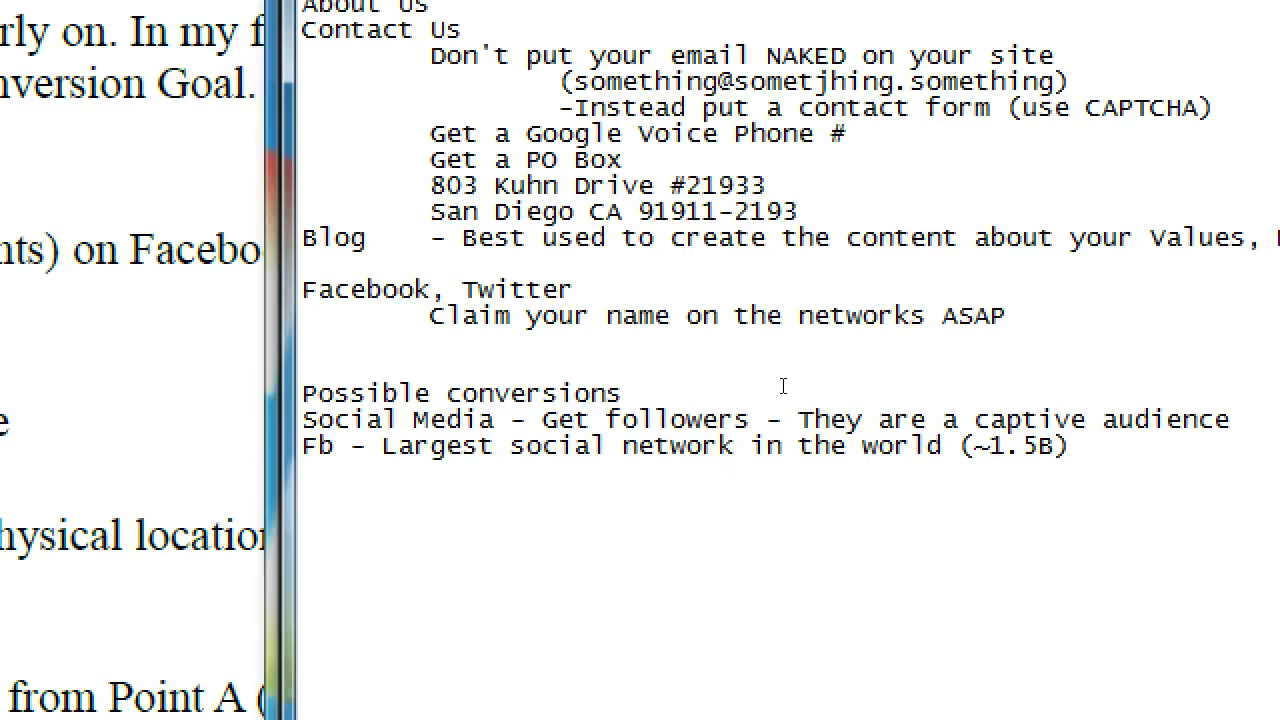 rly on. In my f
nversion Goal.
nts) on Facebo
e
hysical location
from Point A (
About Us
Contact Us
Don't put your email NAKED on your site
(something@sometjhing.something)
-Instead put a contact form (use CAPTCHA)
Get a Google Voice Phone #
Get a PO Box
803 Kuhn Drive #21933
San Diego CA 91911-2193
Blog - Best used to create the content about your Values,
Facebook, Twitter
Claim your name on the networks ASAP
Possible conversions
Social Media - Get followers - They are a captive audience
Fb - Largest social network in the world (~1.5B)